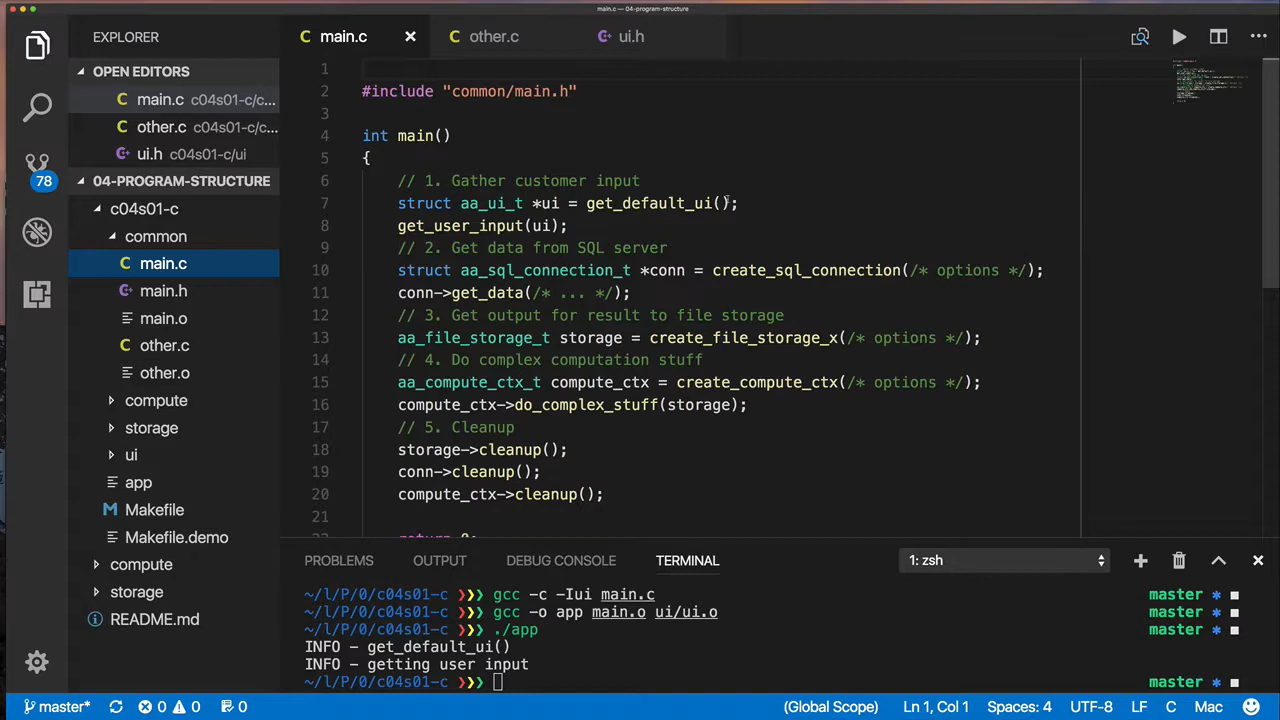 main.c — 04-program-structure
EXPLORER
OPEN EDITORS
main.c c04s01-c/c...
other.c c04s01-c/c...
ui.h c04s01-c/ui
78
04-PROGRAM-STRUCTURE
c04s01-c
common
main.c
main.h
main.o
other.c
other.o
compute
storage
ui
app
Makefile
Makefile.demo
compute
storage
README.md
main.c
other.c
ui.h
1
2 #include "common/main.h"
3
4 int main()
5 {
6 // 1. Gather customer input
7 struct aa_ui_t *ui = get_default_ui();
8 get_user_input(ui);
9 // 2. Get data from SQL server
10 struct aa_sql_connection_t *conn = create_sql_connection(/* options */);
11 conn->get_data(/* ... */);
12 // 3. Get output for result to file storage
13 aa_file_storage_t storage = create_file_storage_x(/* options */);
14 // 4. Do complex computation stuff
15 aa_compute_ctx_t compute_ctx = create_compute_ctx(/* options */);
16 compute_ctx->do_complex_stuff(storage);
17 // 5. Cleanup
18 storage->cleanup();
19 conn->cleanup();
20 compute_ctx->cleanup();
21
PROBLEMS OUTPUT DEBUG CONSOLE TERMINAL 1: zsh
~/l/P/0/c04s01-c ❯❯❯ gcc -c -Iui main.c master * ■
~/l/P/0/c04s01-c ❯❯❯ gcc -o app main.o ui/ui.o master * ■
~/l/P/0/c04s01-c ❯❯❯ ./app master * ■
INFO - get_default_ui()
INFO - getting user input
~/l/P/0/c04s01-c ❯❯❯ master * ■
master* 0 0 0 (Global Scope) Ln 1, Col 1 Spaces: 4 UTF-8 LF C Mac